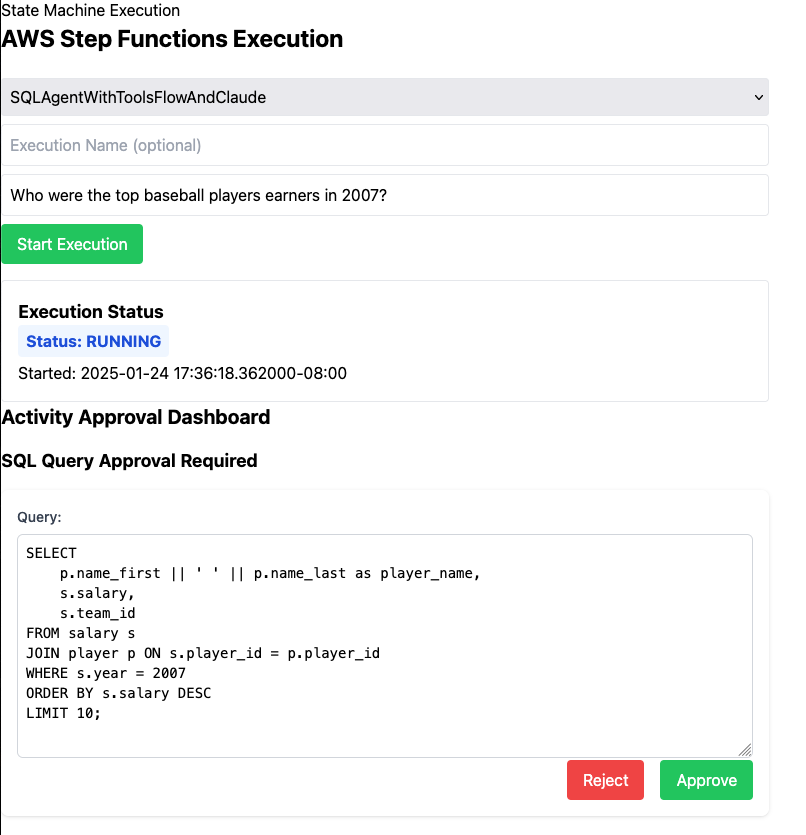 State Machine Execution
AWS Step Functions Execution
SQLAgentWithToolsFlowAndClaude
Execution Name (optional)
Who were the top baseball players earners in 2007?
Start Execution
Execution Status
Status: RUNNING
Started: 2025-01-24 17:36:18.362000-08:00
Activity Approval Dashboard
SQL Query Approval Required
Query:
SELECT
    p.name_first || ' ' || p.name_last as player_name,
    s.salary,
    s.team_id
FROM salary s
JOIN player p ON s.player_id = p.player_id
WHERE s.year = 2007
ORDER BY s.salary DESC
LIMIT 10;
Reject
Approve